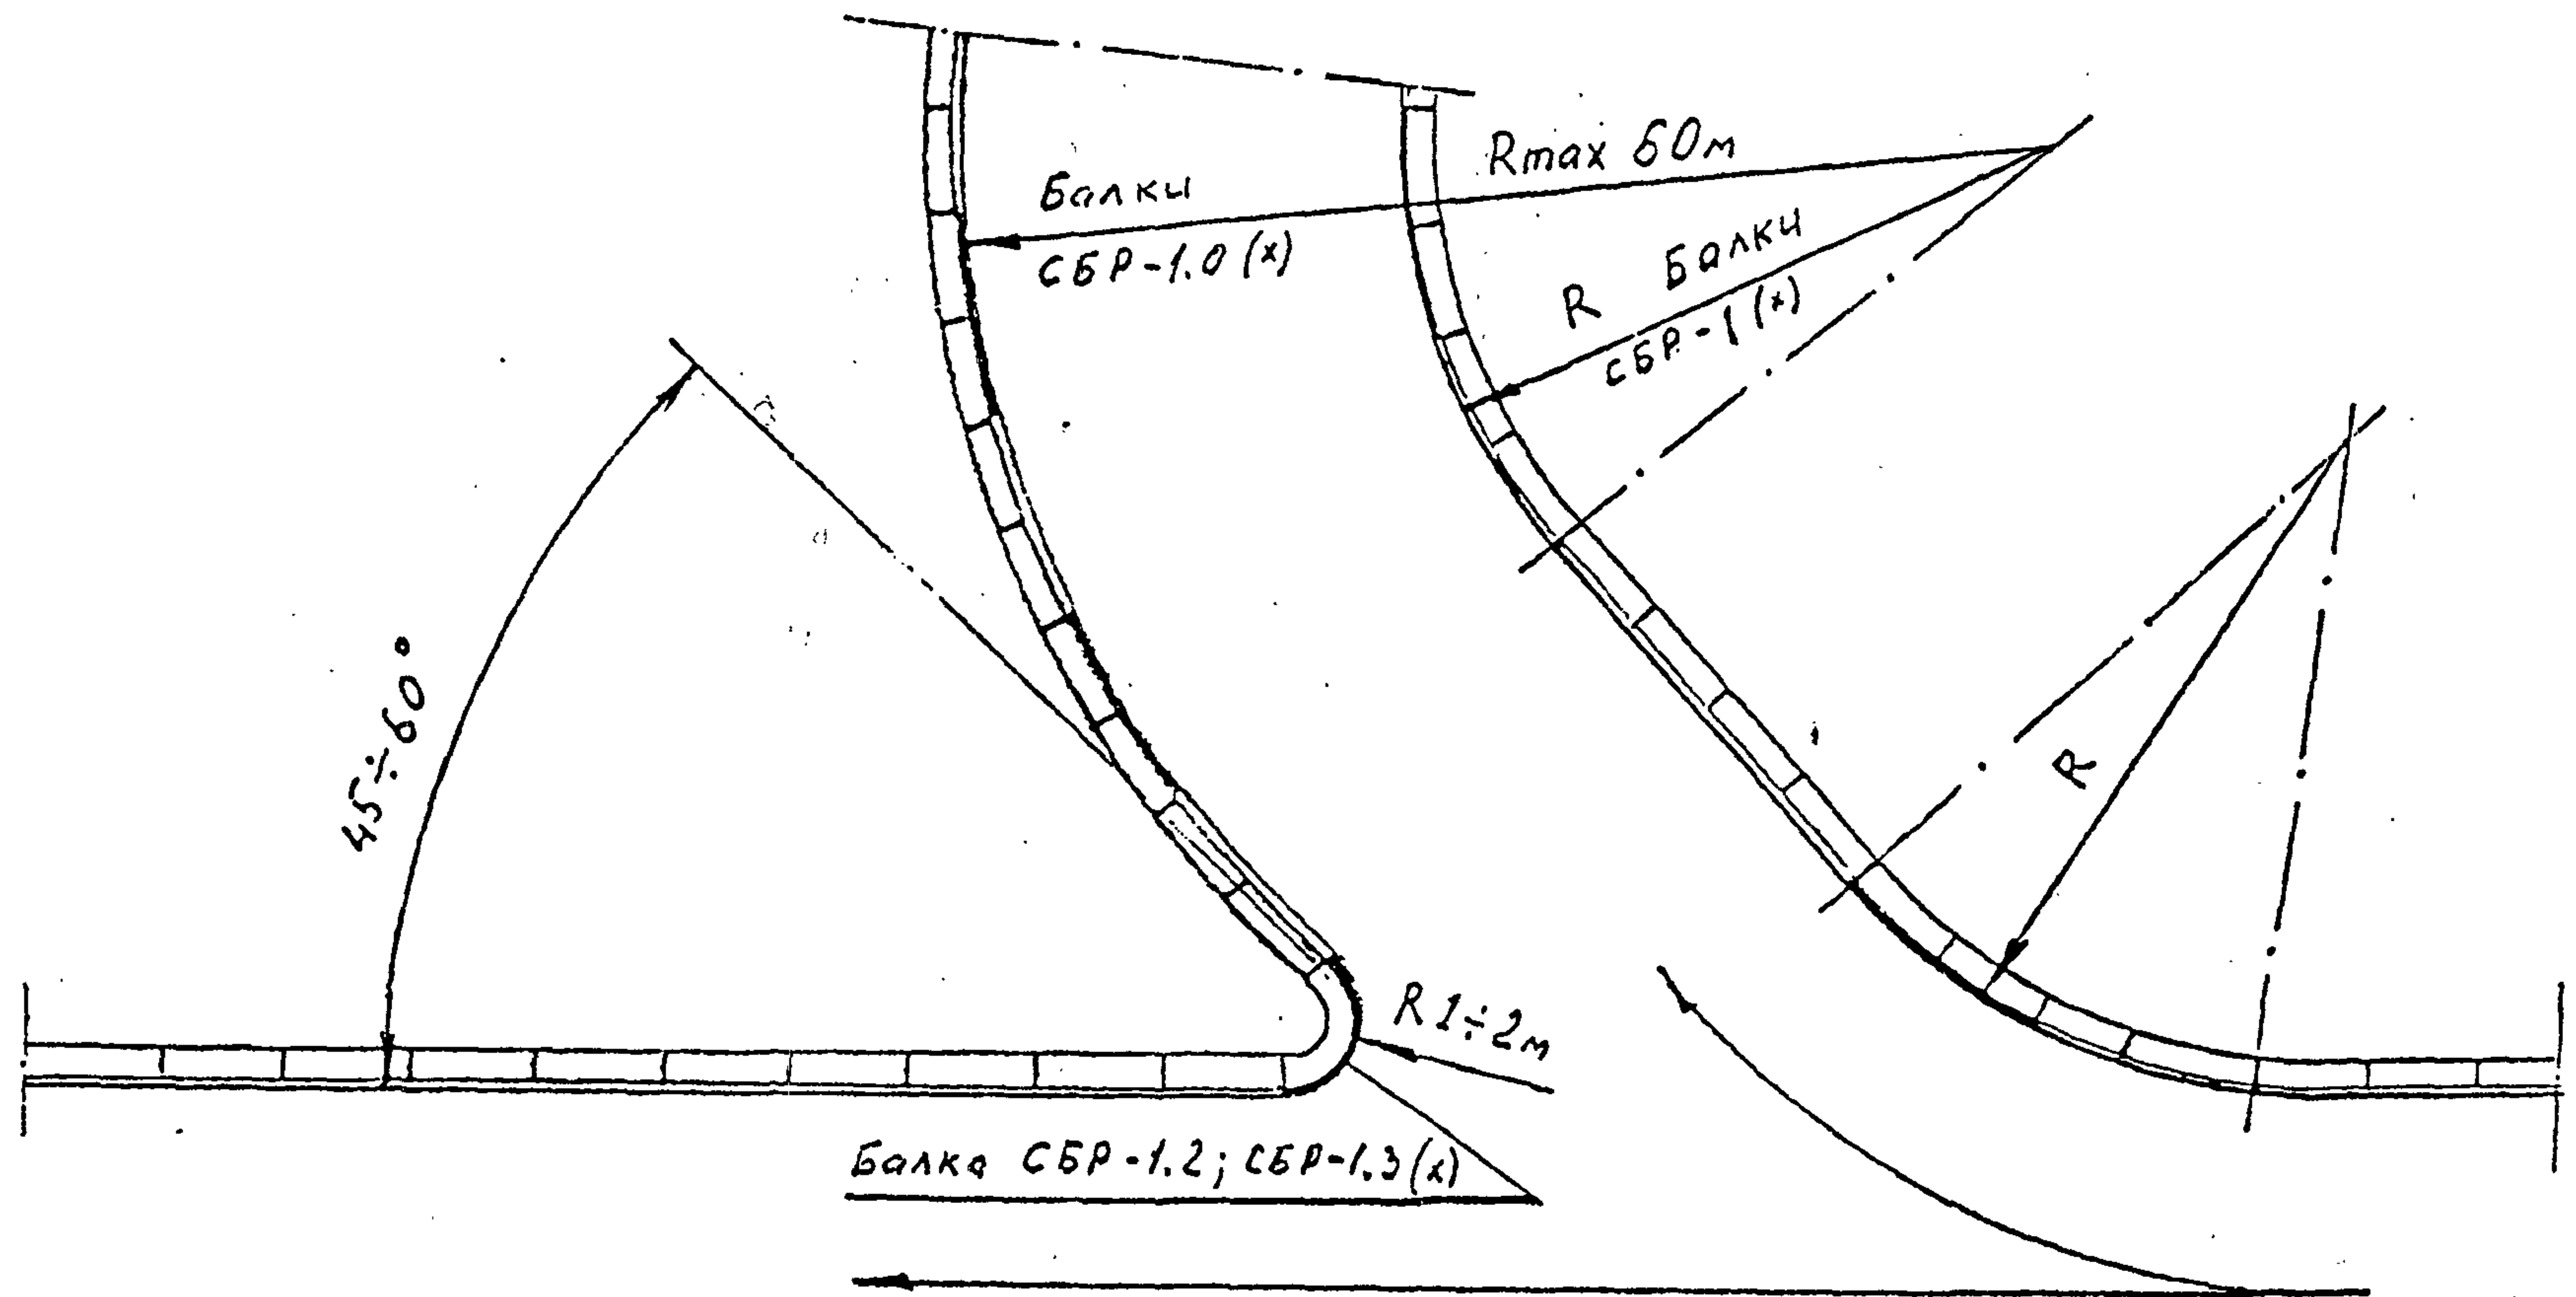 Rmax 60м
Балки
СБР-1.0 (х)
R Балки
СБР-1 (х)
45÷60°
R
R 1÷2м
Балка СБР-1.2; СБР-1.3 (х)